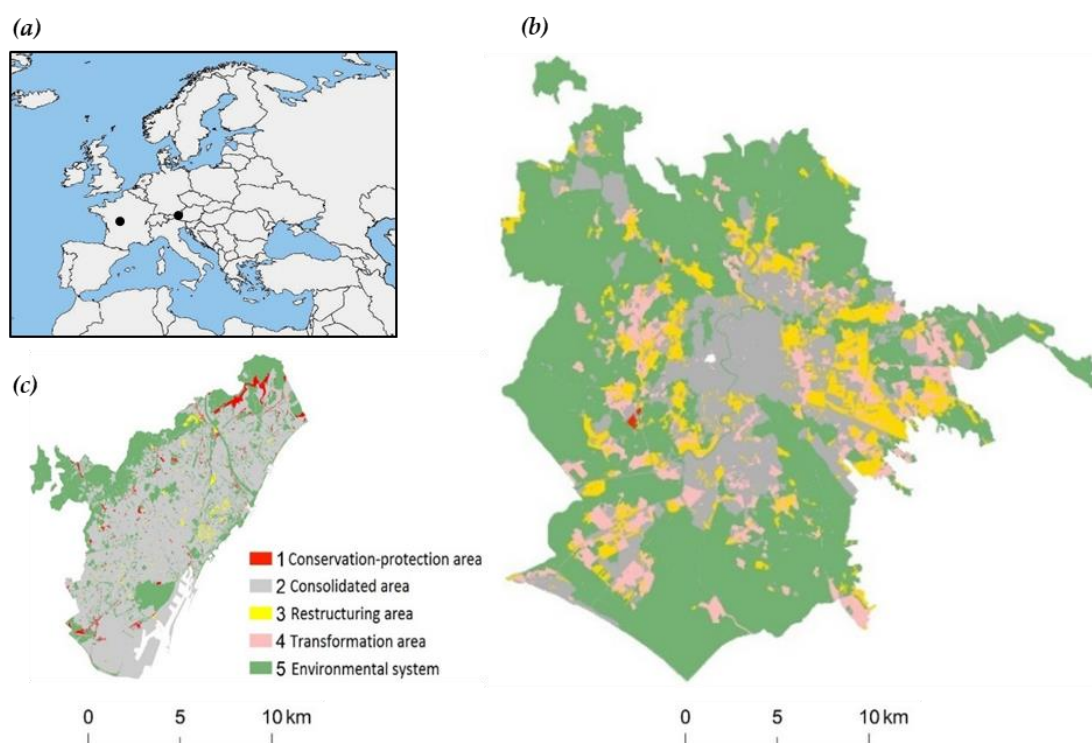 (a)
(b)
(c)
1 Conservation-protection area
2 Consolidated area
3 Restructuring area
4 Transformation area
5 Environmental system
0 5 10 km
0 5 10 km